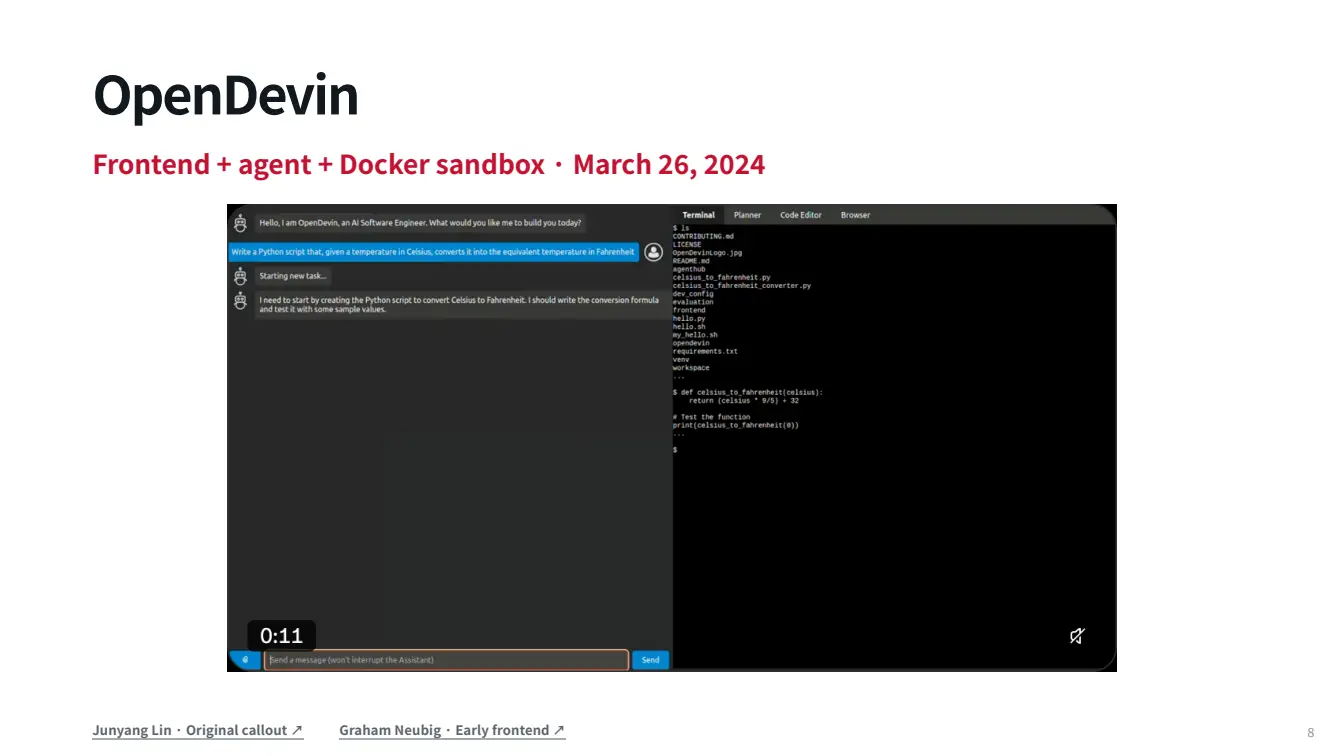 OpenDevin
Frontend + agent + Docker sandbox · March 26, 2024
Hello, I am OpenDevin, an AI Software Engineer. What would you like me to build you today?
Write a Python script that, given a temperature in Celsius, converts it into the equivalent temperature in Fahrenheit
Starting new task...
I need to start by creating the Python script to convert Celsius to Fahrenheit. I should write the conversion formula
and test it with some sample values.
0:11
Send a message (won't interrupt the Assistant)
Send
Terminal Planner Code Editor Browser
$ ls
CONTRIBUTING.md
LICENSE
OpenDevinLogo.jpg
README.md
agenthub
celsius_to_fahrenheit.py
celsius_to_fahrenheit_converter.py
dev_config
evaluation
frontend
hello.py
hello.sh
my_hello.sh
opendevin
requirements.txt
venv
workspace
...
$ def celsius_to_fahrenheit(celsius):
return (celsius * 9/5) + 32
# Test the function
print(celsius_to_fahrenheit(0))
...
$
Junyang Lin · Original callout ↗ Graham Neubig · Early frontend ↗
8